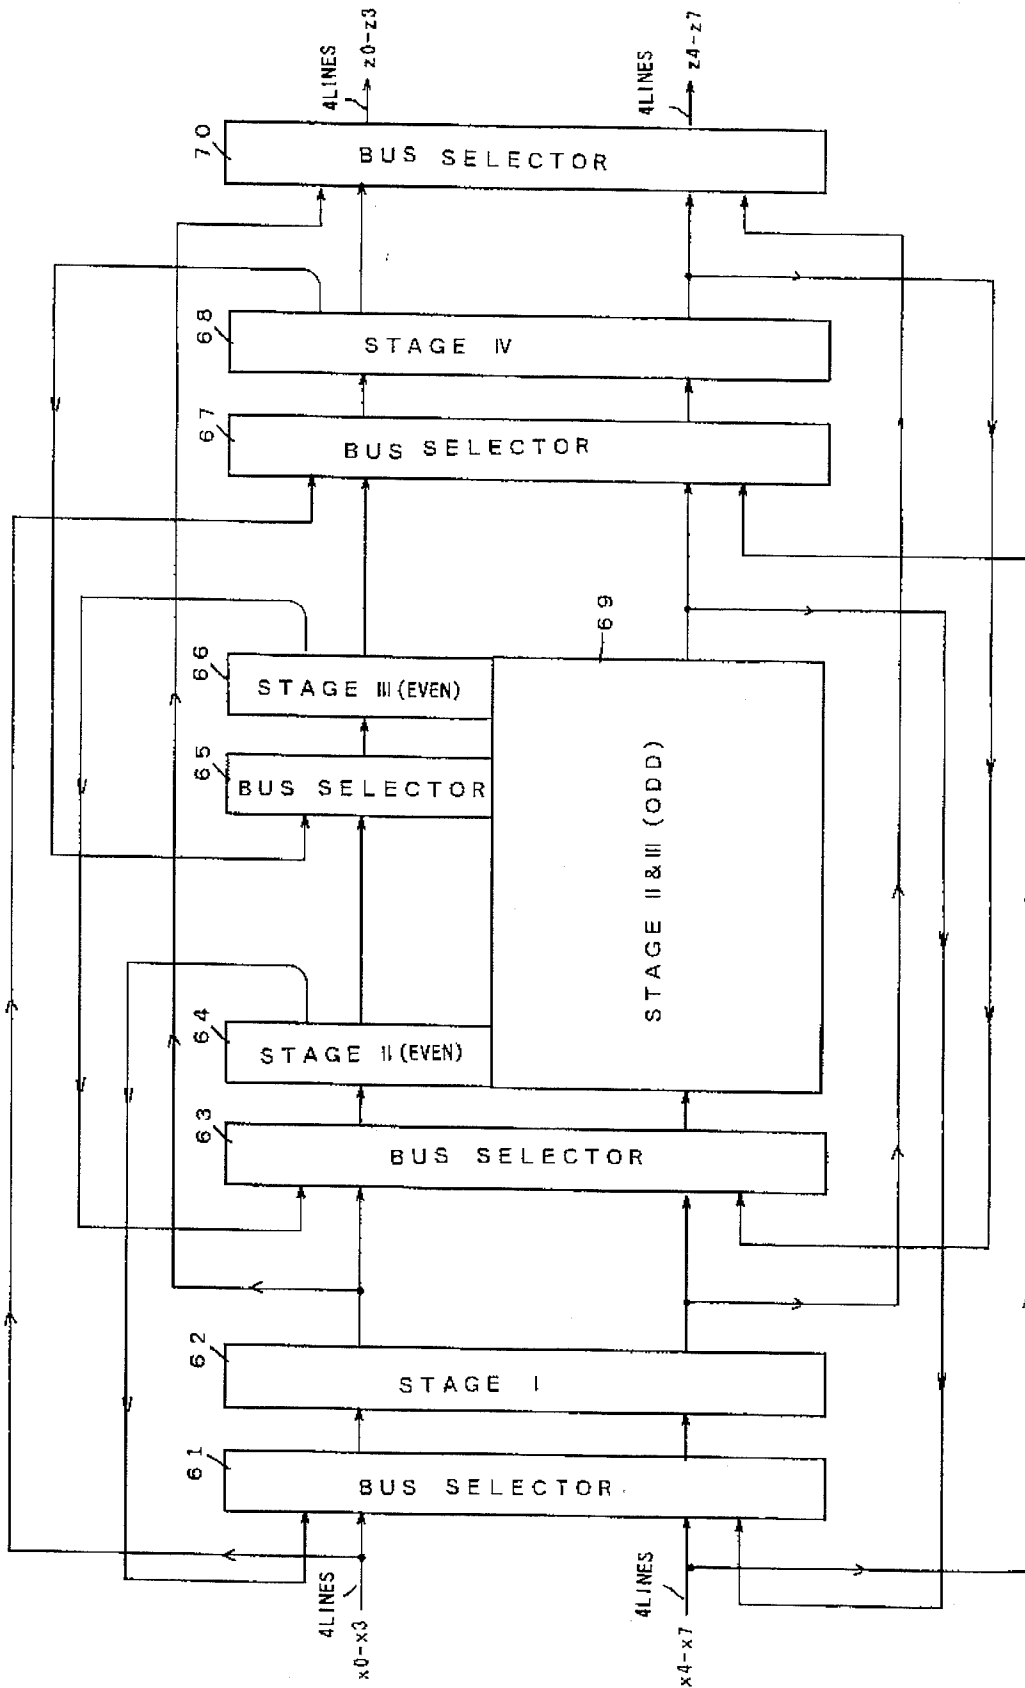 4LINES
x0-x3
4LINES
x4-x7
61
BUS SELECTOR
62
STAGE I
63
BUS SELECTOR
64
STAGE II (EVEN)
65
BUS SELECTOR
66
STAGE III (EVEN)
69
STAGE II & III (ODD)
67
BUS SELECTOR
68
STAGE IV
70
BUS SELECTOR
4LINES
z0-z3
4LINES
z4-z7